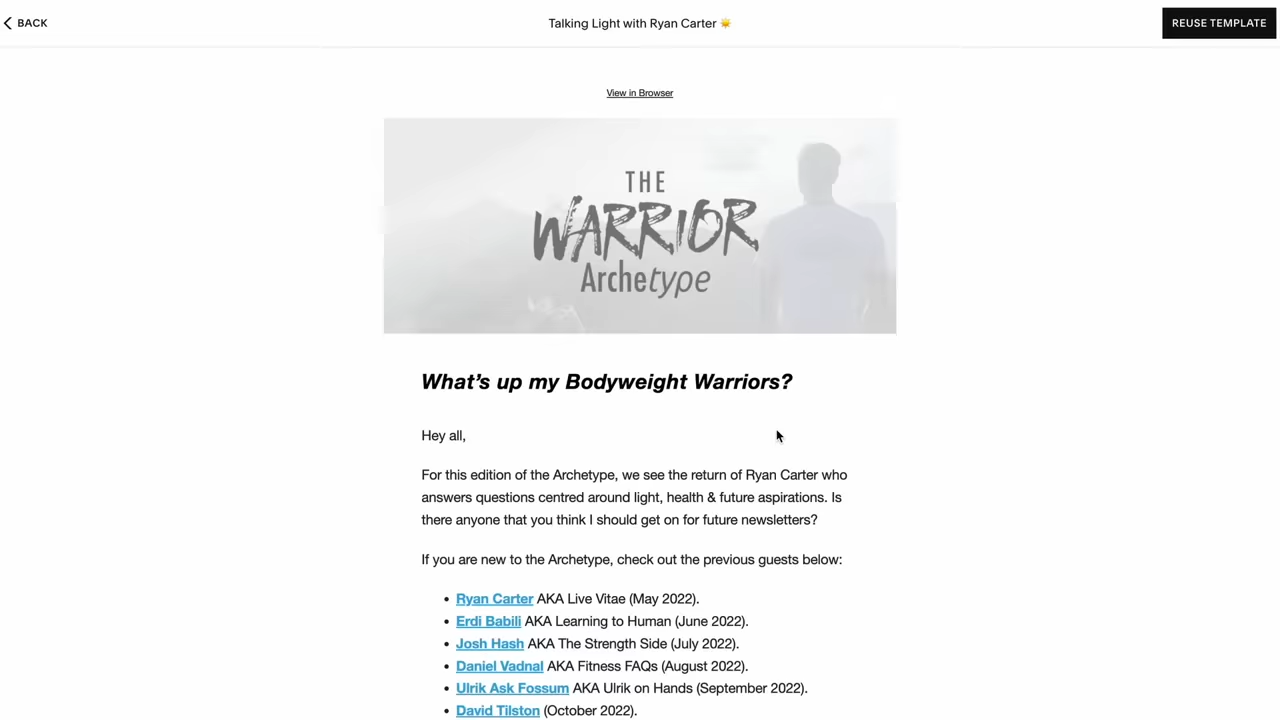 BACK
Talking Light with Ryan Carter
REUSE TEMPLATE
View in Browser
THE
WARRIOR
Archetype
What’s up my Bodyweight Warriors?
Hey all,
For this edition of the Archetype, we see the return of Ryan Carter who
answers questions centred around light, health & future aspirations. Is
there anyone that you think I should get on for future newsletters?
If you are new to the Archetype, check out the previous guests below:
• Ryan Carter AKA Live Vitae (May 2022).
• Erdi Babili AKA Learning to Human (June 2022).
• Josh Hash AKA The Strength Side (July 2022).
• Daniel Vadnal AKA Fitness FAQs (August 2022).
• Ulrik Ask Fossum AKA Ulrik on Hands (September 2022).
• David Tilston (October 2022).